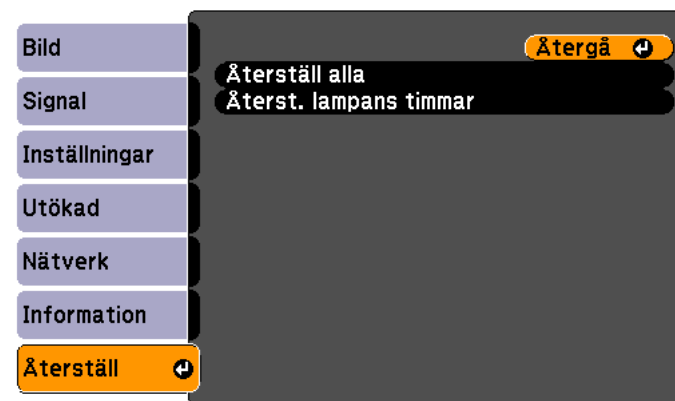 Bild
Signal
Inställningar
Utökad
Nätverk
Information
Återställ
Återgå
Återställ alla
Återst. lampans timmar